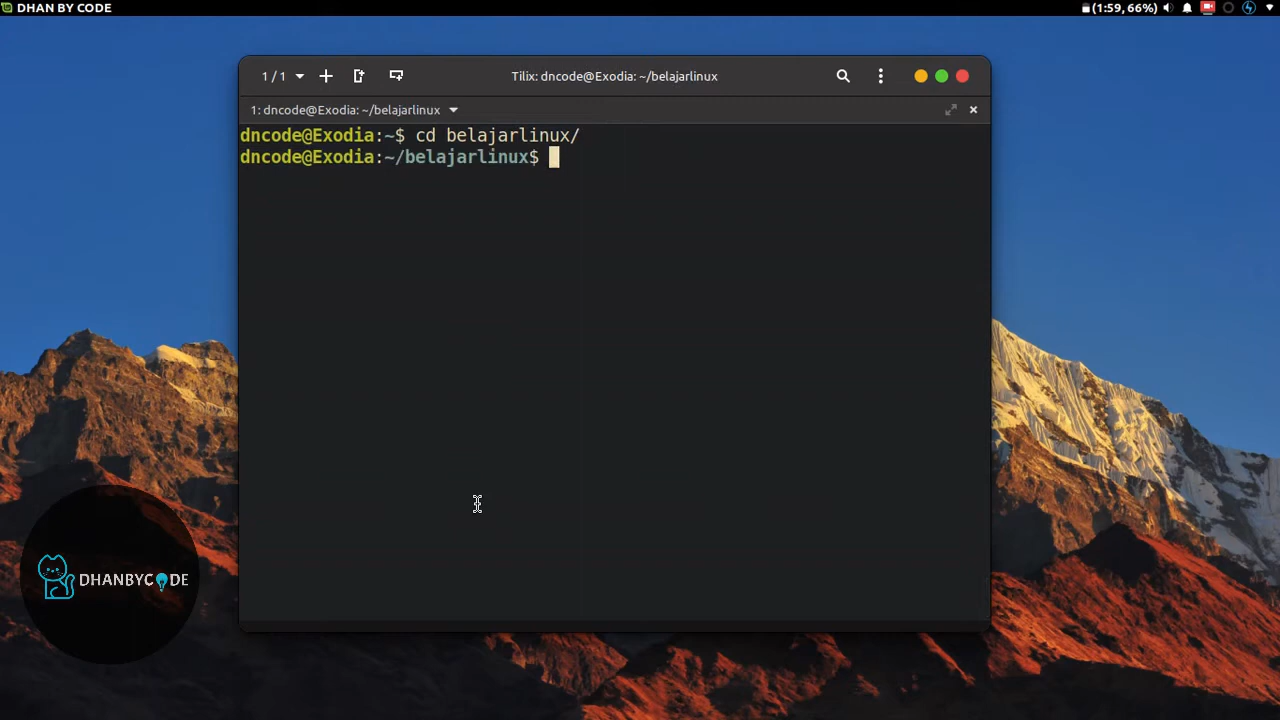 DHAN BY CODE
(1:59, 66%)
1 / 1
Tilix: dncode@Exodia: ~/belajarlinux
1: dncode@Exodia: ~/belajarlinux
dncode@Exodia:~$ cd belajarlinux/
dncode@Exodia:~/belajarlinux$
DHANBYCODE